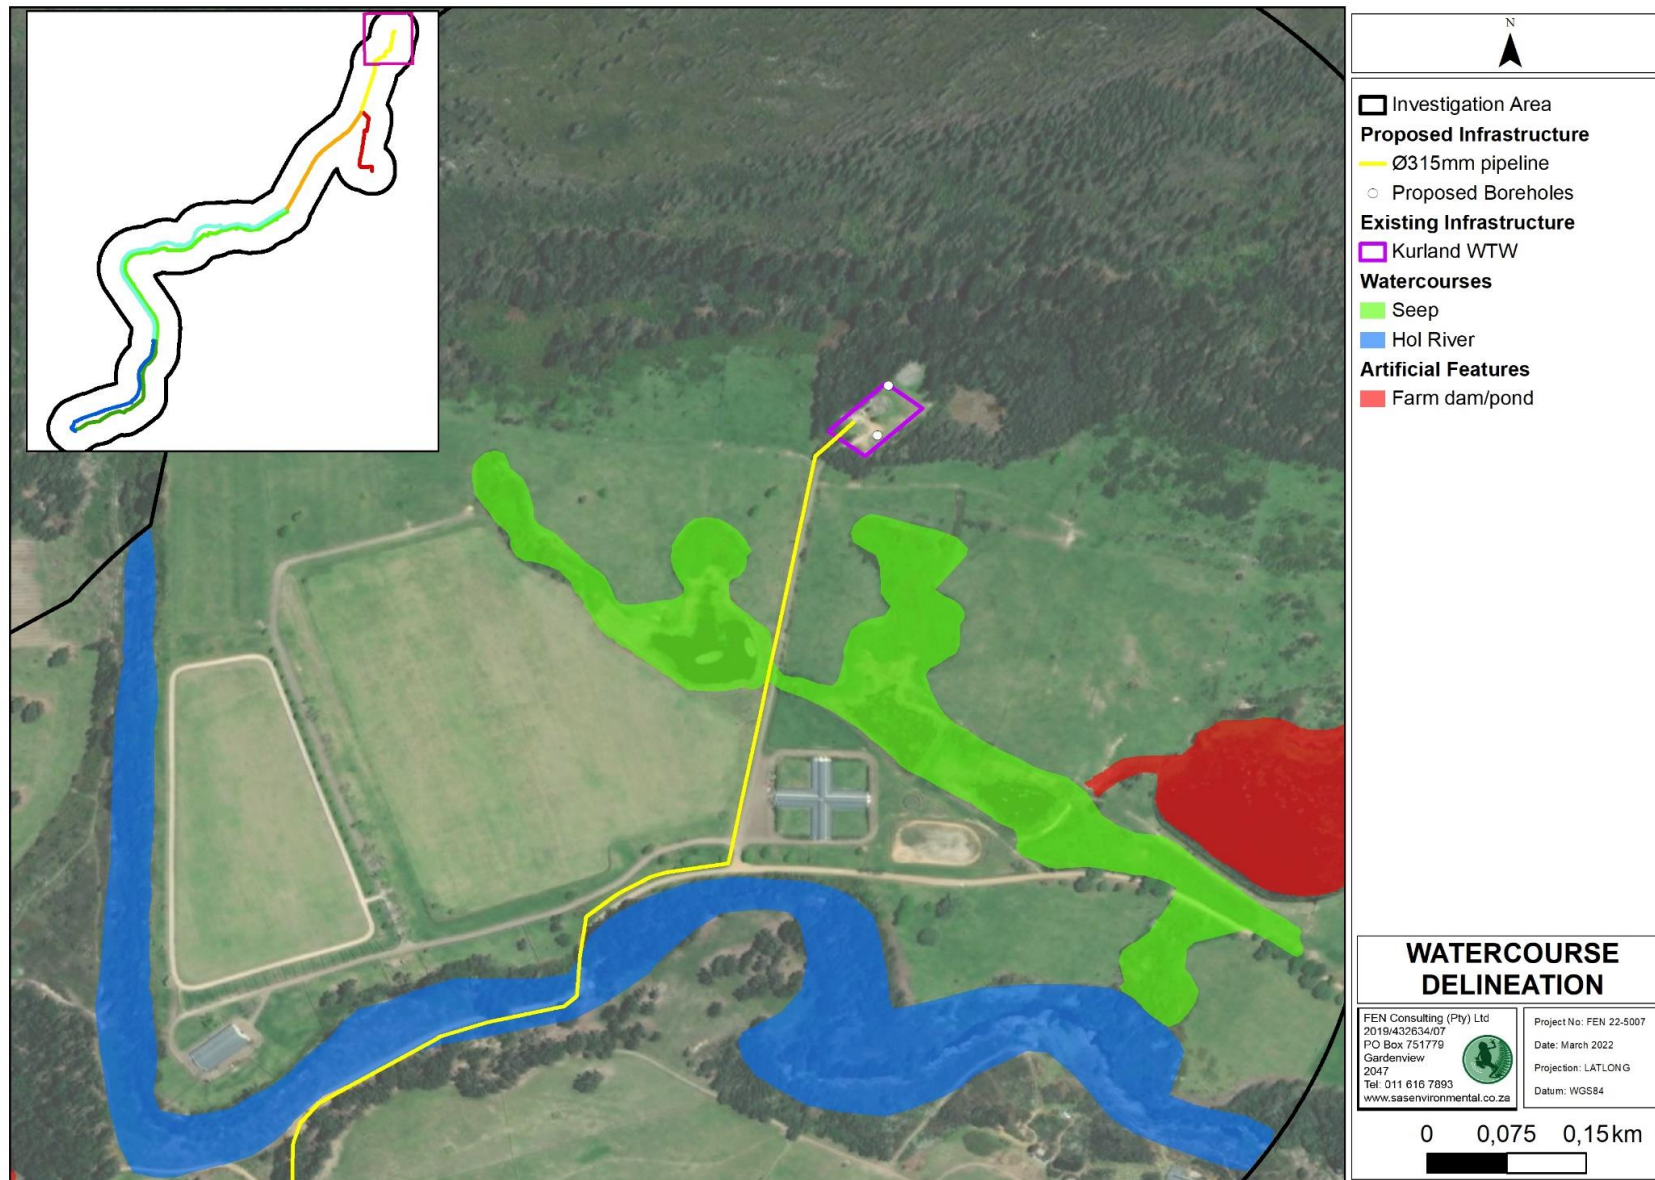 N
Investigation Area
Proposed Infrastructure
Ø315mm pipeline
Proposed Boreholes
Existing Infrastructure
Kurland WTW
Watercourses
Seep
Hol River
Artificial Features
Farm dam/pond
WATERCOURSE
DELINEATION
FEN Consulting (Pty) Ltd
2019/432634/07
PO Box 751779
Gardenview
2047
Tel: 011 616 7893
www.sasenvironmental.co.za
Project No: FEN 22-5007
Date: March 2022
Projection: LATLONG
Datum: WGS84
0 0,075 0,15 km